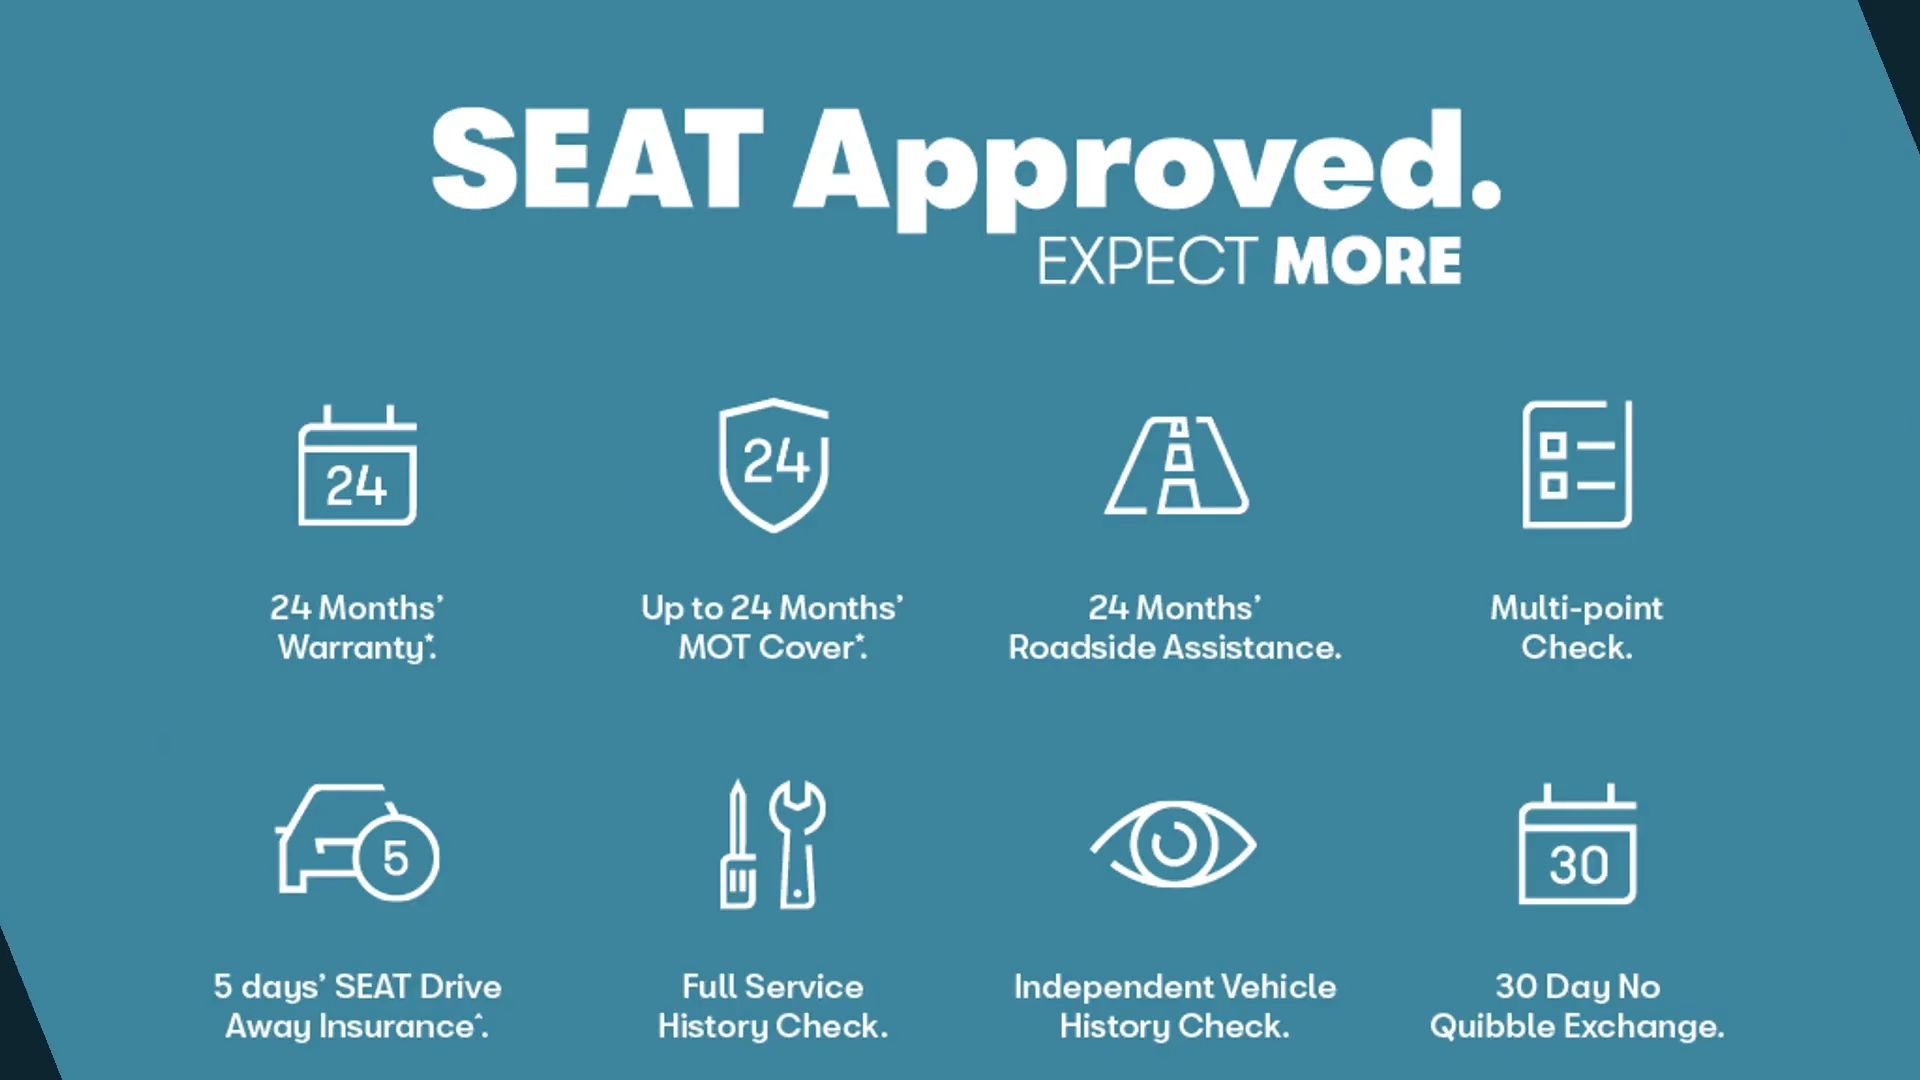 SEAT Approved.
EXPECT MORE
24
24
24 Months’
Warranty*.
Up to 24 Months’
MOT Cover*.
24 Months’
Roadside Assistance.
Multi-point
Check.
5
30
5 days’ SEAT Drive
Away Insurance^.
Full Service
History Check.
Independent Vehicle
History Check.
30 Day No
Quibble Exchange.